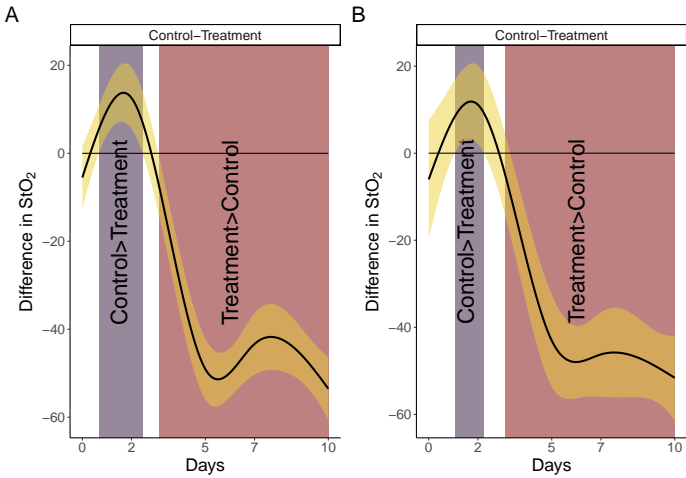 A
Control−Treatment
Difference in StO₂
20
0
−20
−40
−60
Control>Treatment
Treatment>Control
0
2
5
7
10
Days
B
Control−Treatment
Difference in StO₂
20
0
−20
−40
−60
Control>Treatment
Treatment>Control
0
2
5
7
10
Days